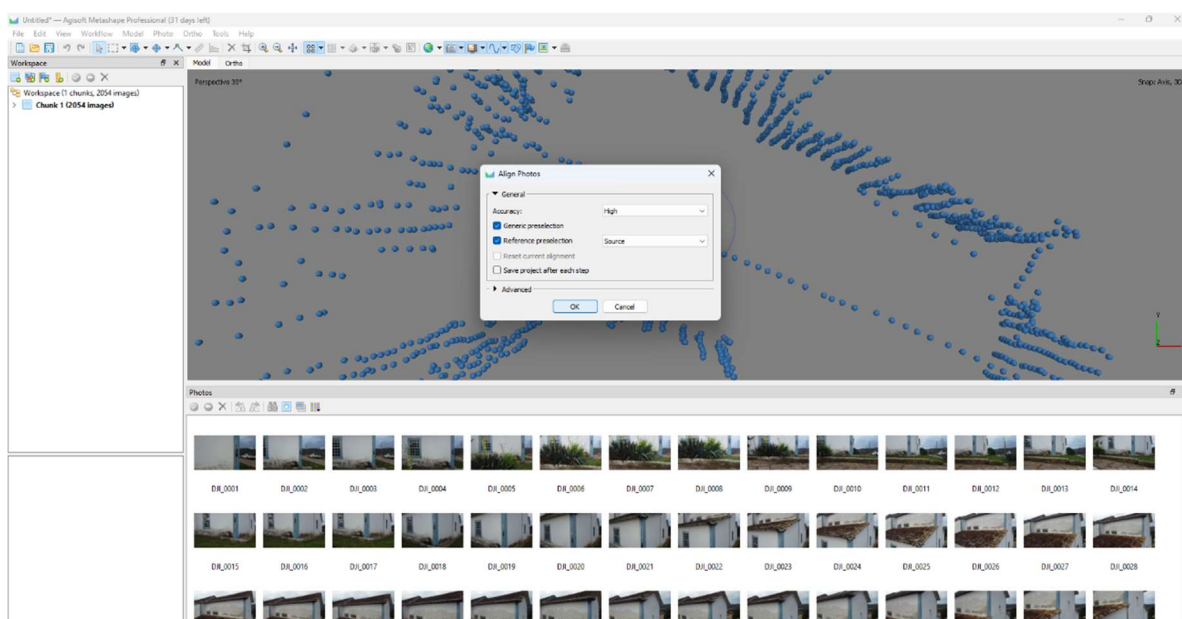 Untitled* — Agisoft Metashape Professional (31 days left)
File Edit View Workflow Model Photo Ortho Tools Help
Workspace
Workspace (1 chunks, 2054 images)
Chunk 1 (2054 images)
Model Ortho
Perspective 30°
Snap: Axis, 3D
Align Photos
General
Accuracy: High
Generic preselection
Reference preselection Source
Reset current alignment
Save project after each step
Advanced
OK Cancel
Y
Photos
DJI_0001 DJI_0002 DJI_0003 DJI_0004 DJI_0005 DJI_0006 DJI_0007 DJI_0008 DJI_0009 DJI_0010 DJI_0011 DJI_0012 DJI_0013 DJI_0014
DJI_0015 DJI_0016 DJI_0017 DJI_0018 DJI_0019 DJI_0020 DJI_0021 DJI_0022 DJI_0023 DJI_0024 DJI_0025 DJI_0026 DJI_0027 DJI_0028